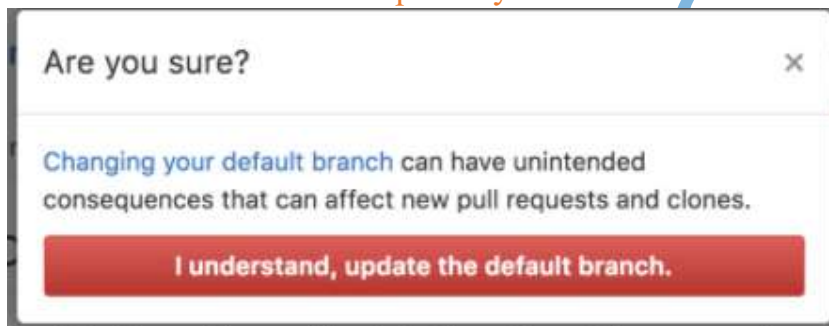 Are you sure?
×
Changing your default branch can have unintended
consequences that can affect new pull requests and clones.
I understand, update the default branch.